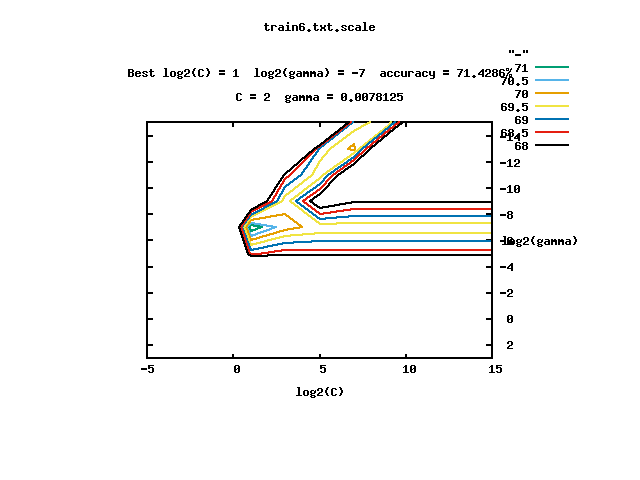 train6.txt.scale
"-"
Best log2(C) = 1 log2(gamma) = -7 accuracy = 71.4286%
71
70.5
C = 2 gamma = 0.0078125
70
69.5
69
68.5
68
-14
-12
-10
-8
-6
log2(gamma)
-4
-2
0
2
-5 0 5 10 15
log2(C)